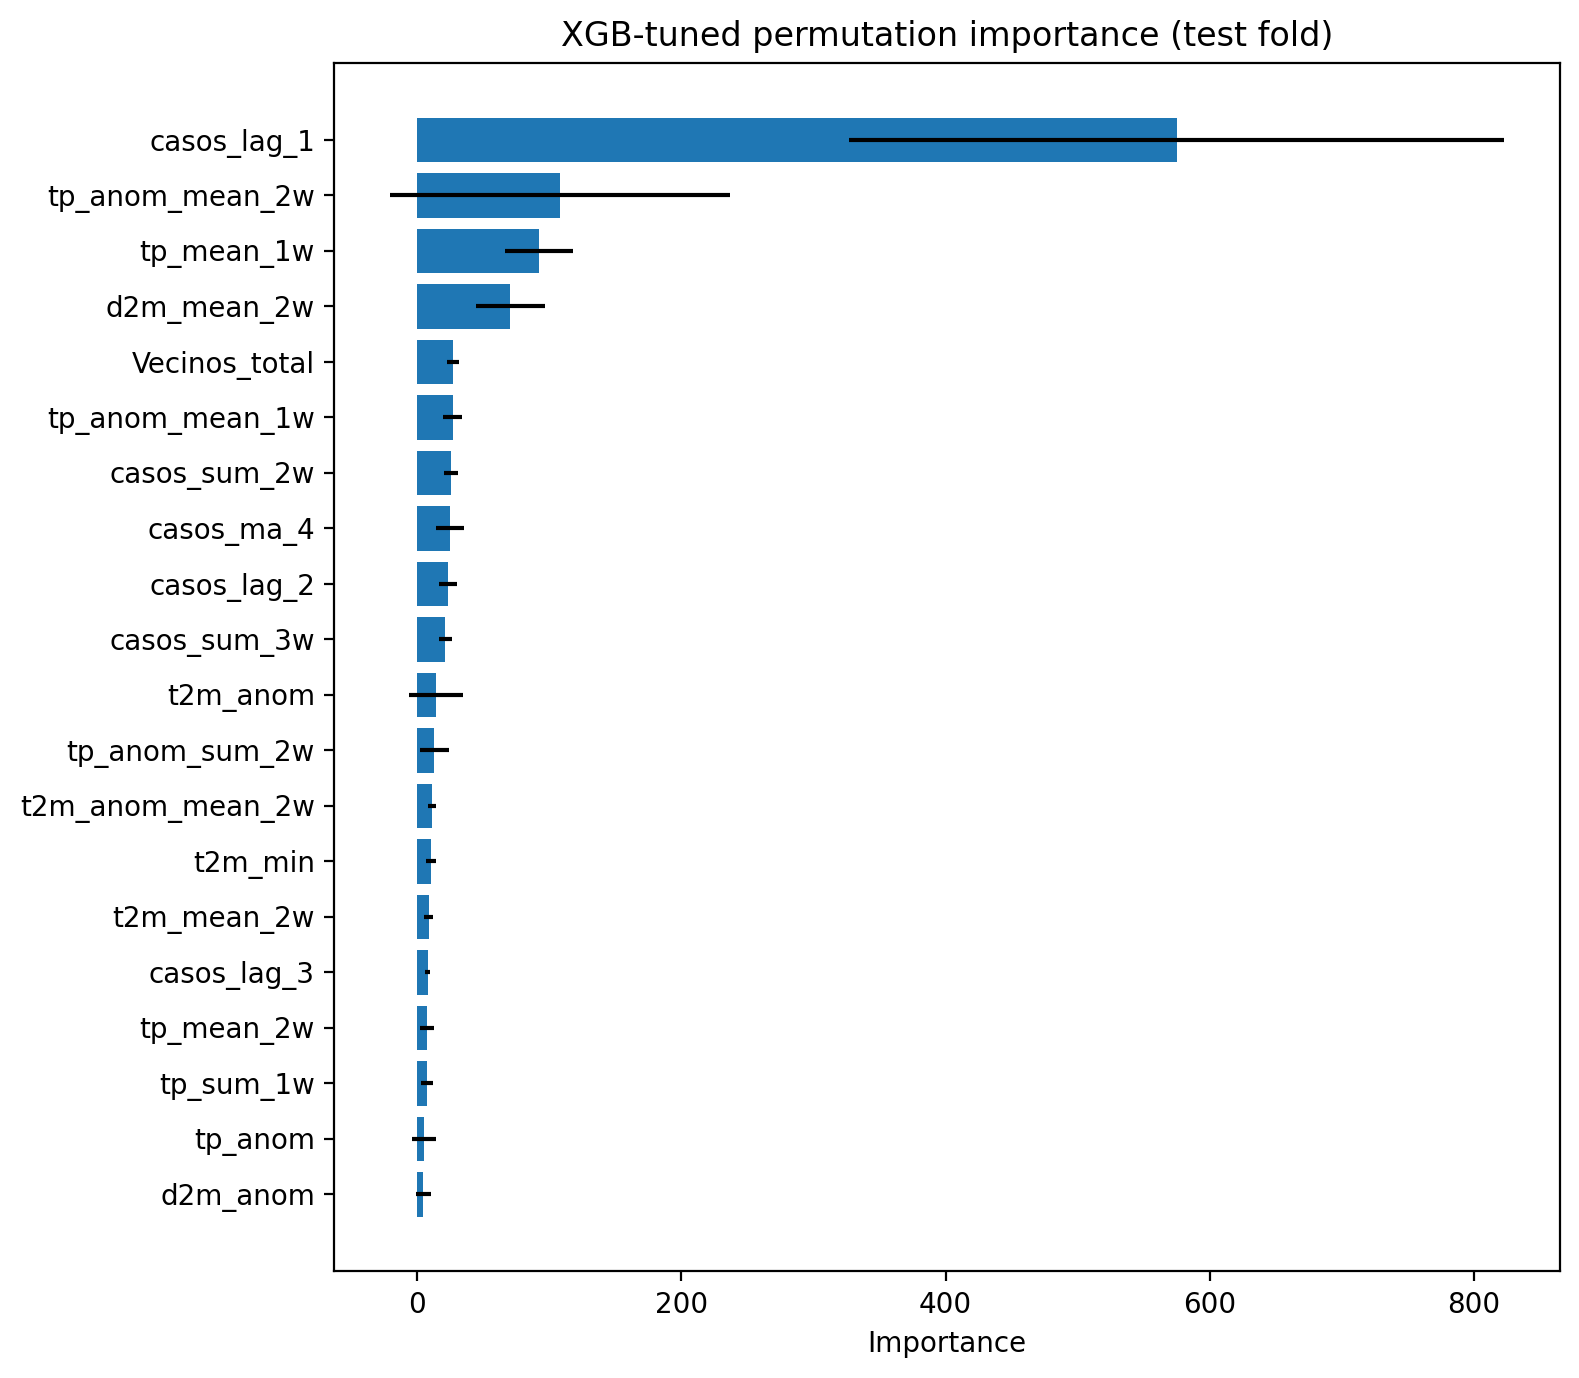 XGB-tuned permutation importance (test fold)
casos_lag_1
tp_anom_mean_2w
tp_mean_1w
d2m_mean_2w
Vecinos_total
tp_anom_mean_1w
casos_sum_2w
casos_ma_4
casos_lag_2
casos_sum_3w
t2m_anom
tp_anom_sum_2w
t2m_anom_mean_2w
t2m_min
t2m_mean_2w
casos_lag_3
tp_mean_2w
tp_sum_1w
tp_anom
d2m_anom
0 200 400 600 800
Importance